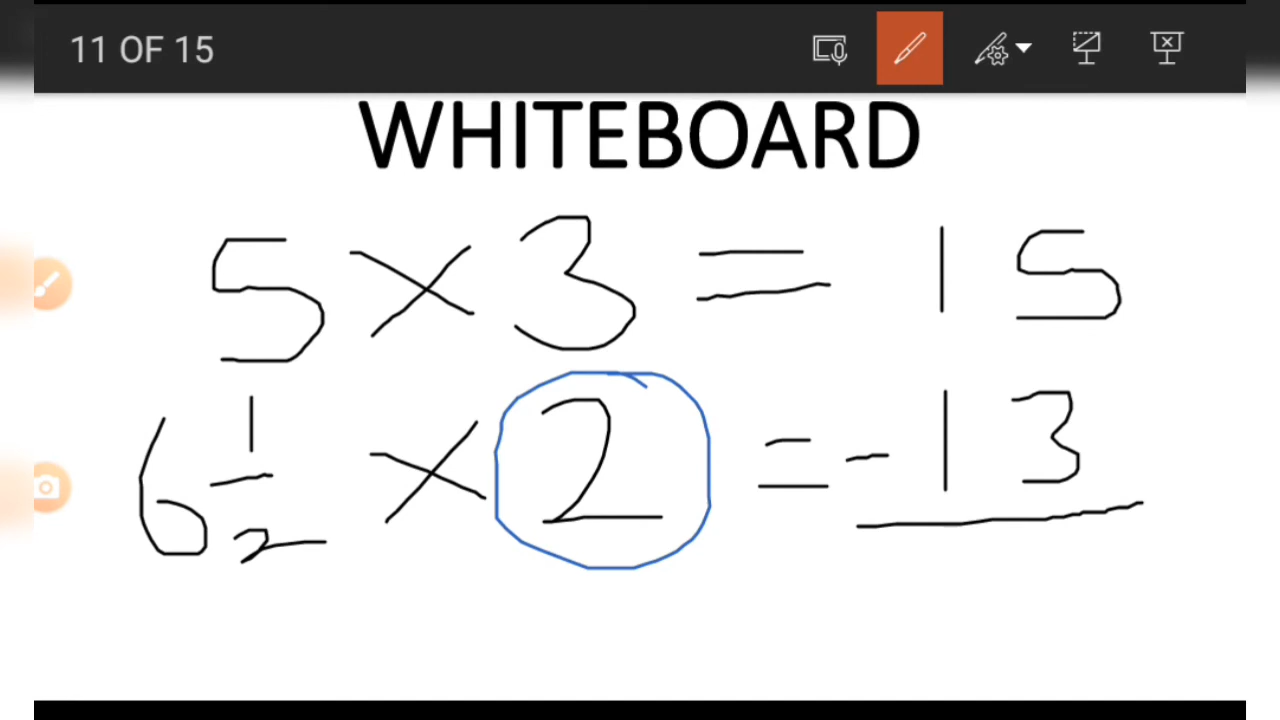 11 OF 15
WHITEBOARD
5 × 3 = 15
6 1/2 × 2 = -13